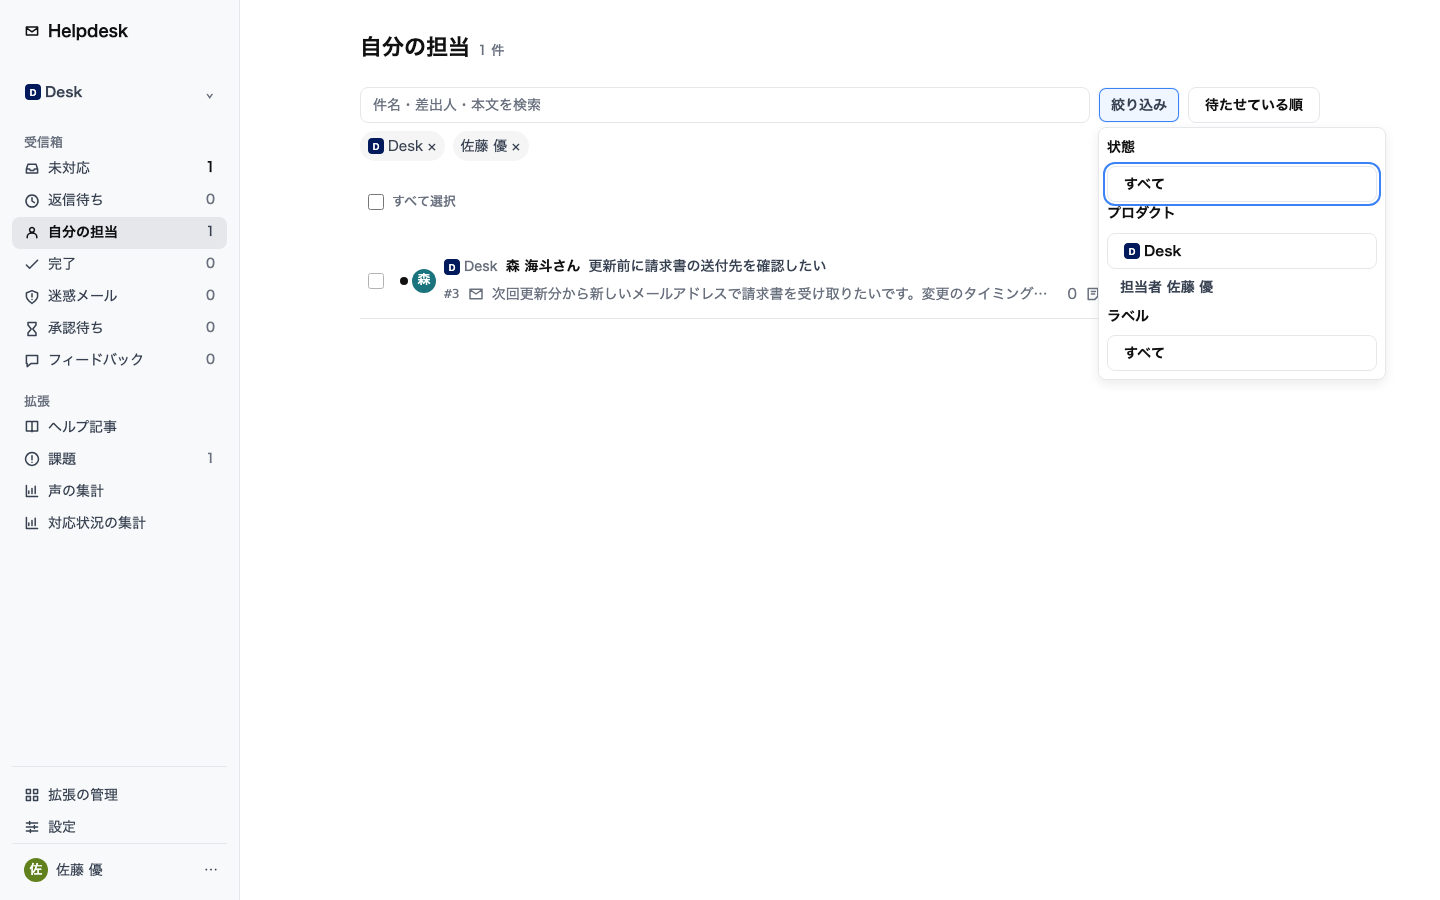 Helpdesk
D Desk
受信箱
未対応 1
返信待ち 0
自分の担当 1
完了 0
迷惑メール 0
承認待ち 0
フィードバック 0
拡張
ヘルプ記事
課題 1
声の集計
対応状況の集計
拡張の管理
設定
佐 佐藤 優 …
自分の担当 1 件
件名・差出人・本文を検索
絞り込み
待たせている順
D Desk × 佐藤 優 ×
すべて選択
森 D Desk 森 海斗さん 更新前に請求書の送付先を確認したい
#3 次回更新分から新しいメールアドレスで請求書を受け取りたいです。変更のタイミング… 0
状態
すべて
プロダクト
D Desk
担当者 佐藤 優
ラベル
すべて